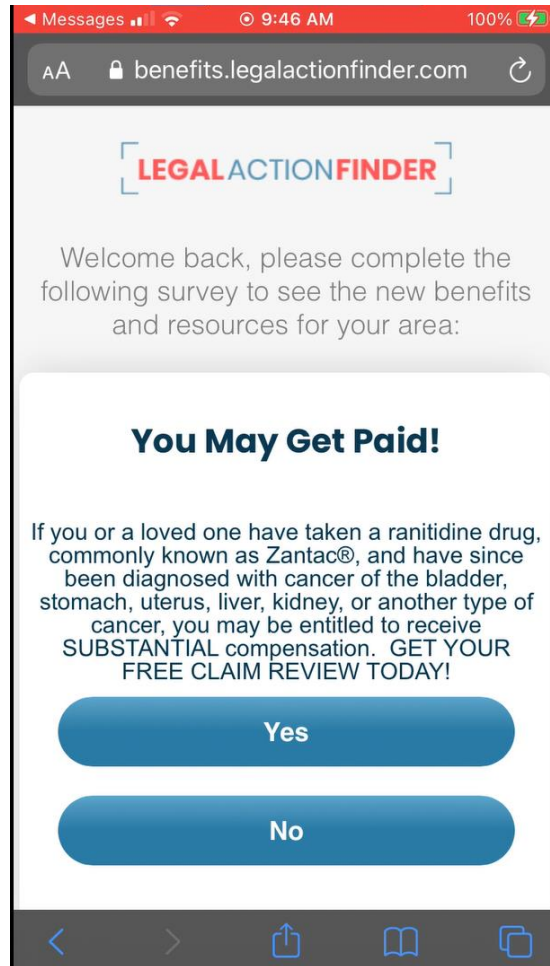 Messages 9:46 AM 100%
AA benefits.legalactionfinder.com
LEGALACTIONFINDER
Welcome back, please complete the
following survey to see the new benefits
and resources for your area:
You May Get Paid!
If you or a loved one have taken a ranitidine drug,
commonly known as Zantac®, and have since
been diagnosed with cancer of the bladder,
stomach, uterus, liver, kidney, or another type of
cancer, you may be entitled to receive
SUBSTANTIAL compensation. GET YOUR
FREE CLAIM REVIEW TODAY!
Yes
No